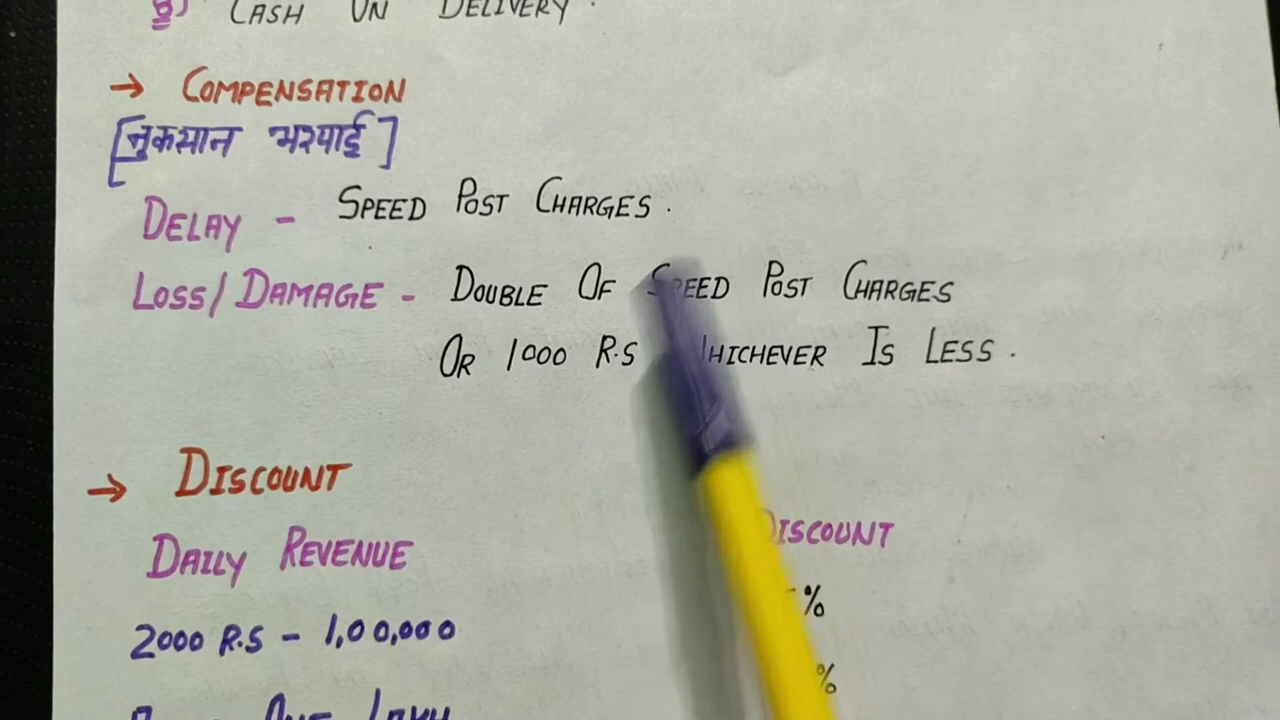 8) CASH ON DELIVERY.
→ COMPENSATION
[नुकसान भरपाई]
DELAY - SPEED POST CHARGES.
LOSS/DAMAGE - DOUBLE OF SPEED POST CHARGES
OR 1000 R.S WHICHEVER IS LESS.
→ DISCOUNT
DAILY REVENUE DISCOUNT
%
2000 R.S - 1,00,000 %